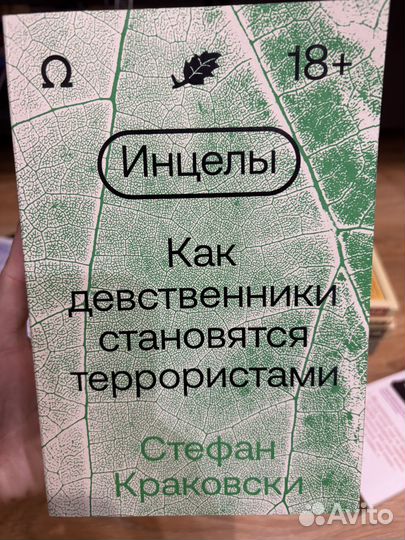 Ω
18+
Инцелы
Как
девственники
становятся
террористами
Стефан
Краковски
Avito